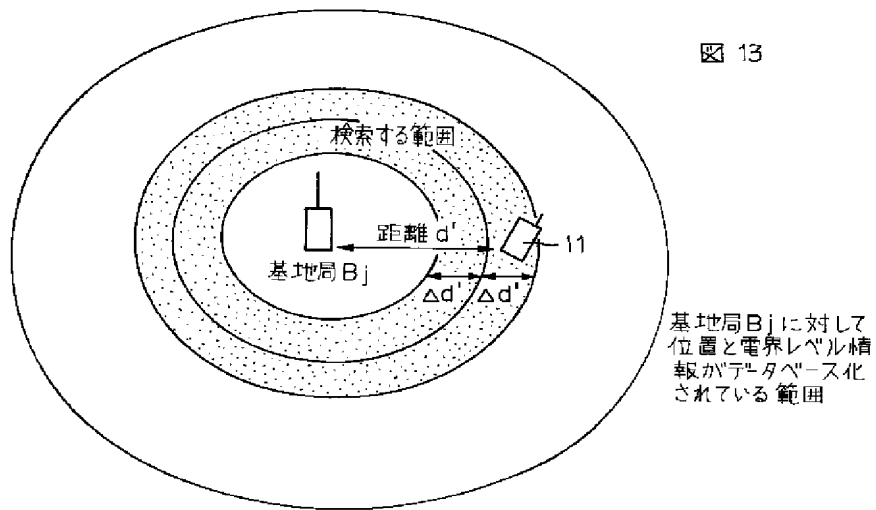 図 13
検索する範囲
距離 d'
11
基地局Bj
Δd' Δd'
基地局Bjに対して
位置と電界レベル情
報がデータベース化
されている範囲